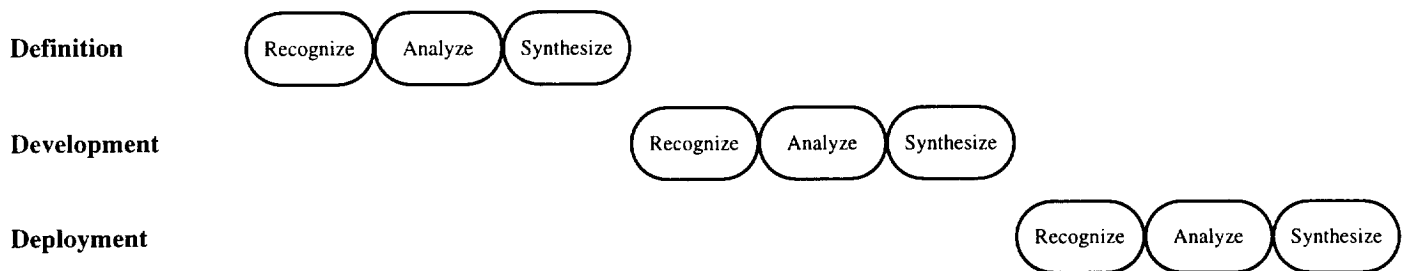 Definition Recognize Analyze Synthesize
Development Recognize Analyze Synthesize
Deployment Recognize Analyze Synthesize